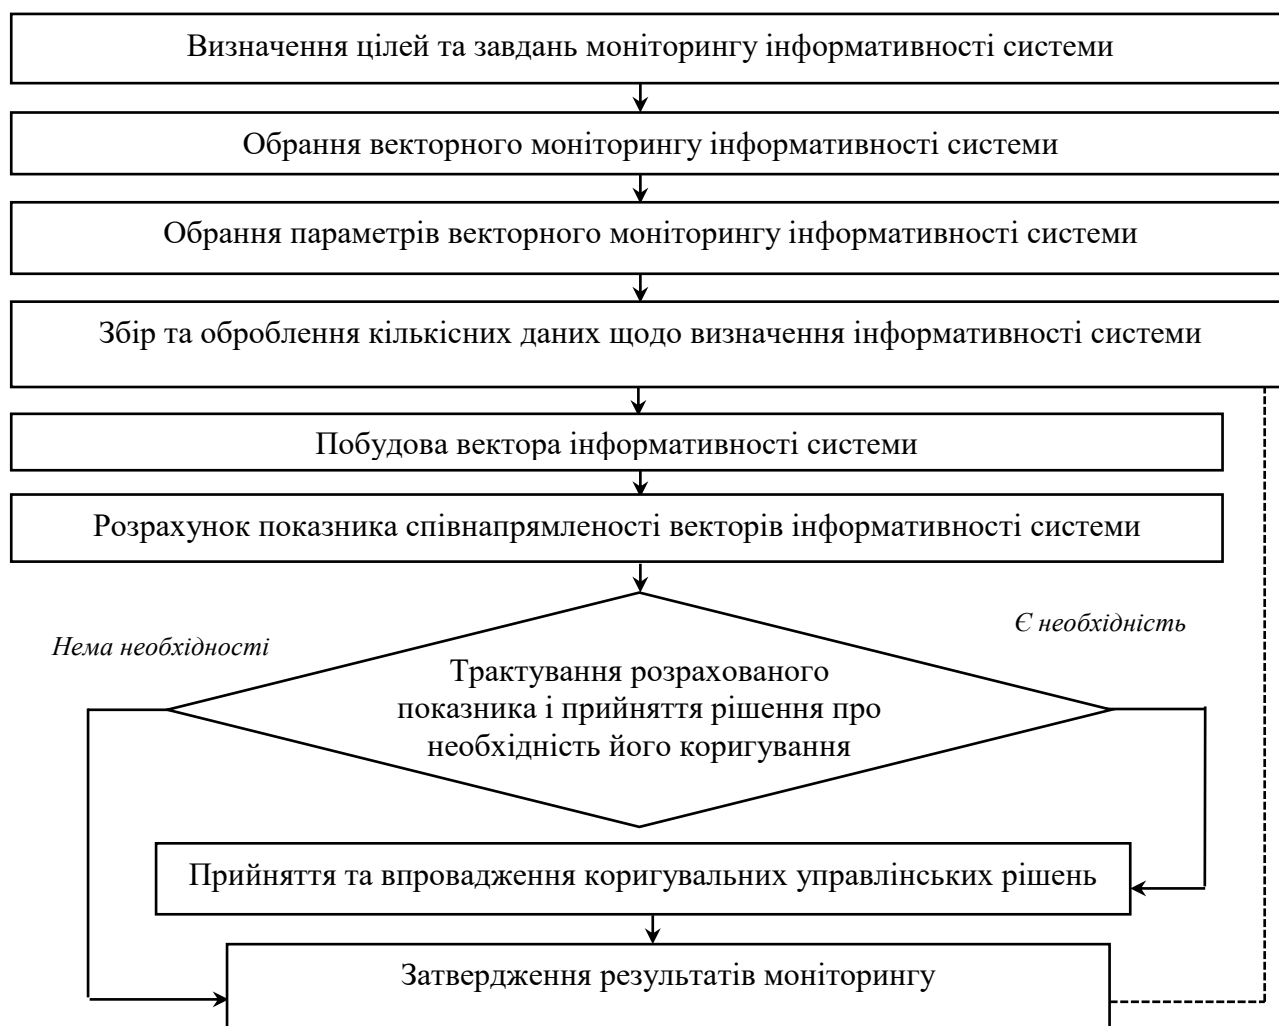 Визначення цілей та завдань моніторингу інформативності системи
Обрання векторного моніторингу інформативності системи
Обрання параметрів векторного моніторингу інформативності системи
Збір та оброблення кількісних даних щодо визначення інформативності системи
Побудова вектора інформативності системи
Розрахунок показника співнапрямленості векторів інформативності системи
Нема необхідності
Є необхідність
Трактування розрахованого
показника і прийняття рішення про
необхідність його коригування
Прийняття та впровадження коригувальних управлінських рішень
Затвердження результатів моніторингу